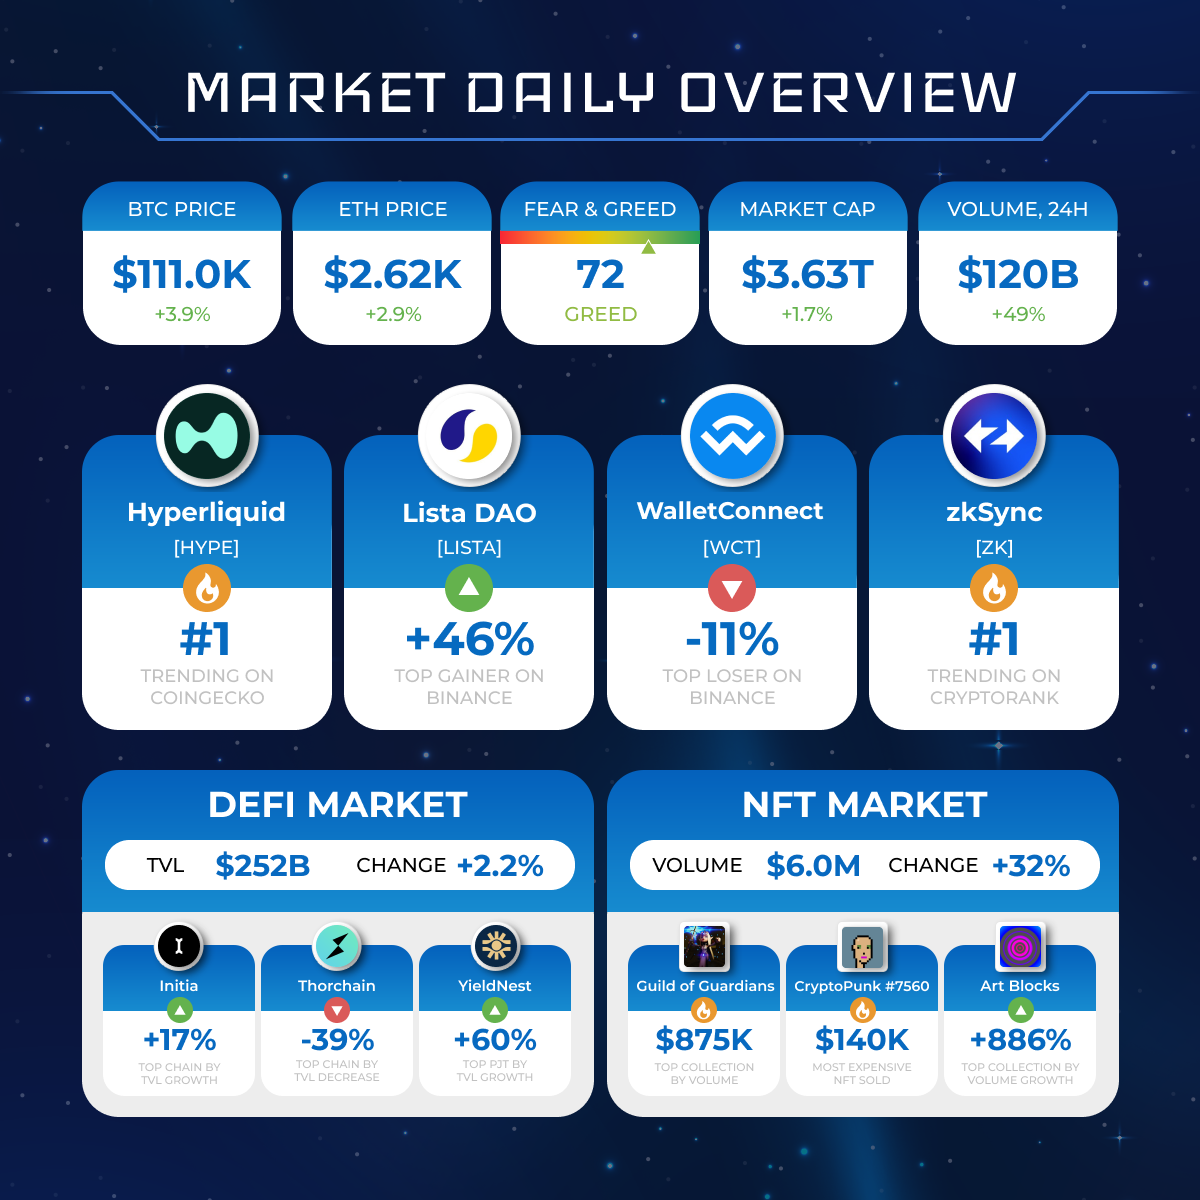 MARKET DAILY OVERVIEW
BTC PRICE
$111.0K
+3.9%
ETH PRICE
$2.62K
+2.9%
FEAR & GREED
72
GREED
MARKET CAP
$3.63T
+1.7%
VOLUME, 24H
$120B
+49%
Hyperliquid
[HYPE]
#1
TRENDING ON
COINGECKO
Lista DAO
[LISTA]
+46%
TOP GAINER ON
BINANCE
WalletConnect
[WCT]
-11%
TOP LOSER ON
BINANCE
zkSync
[ZK]
#1
TRENDING ON
CRYPTORANK
DEFI MARKET
TVL $252B CHANGE +2.2%
Initia
+17%
TOP CHAIN BY
TVL GROWTH
Thorchain
-39%
TOP CHAIN BY
TVL DECREASE
YieldNest
+60%
TOP PJT BY
TVL GROWTH
NFT MARKET
VOLUME $6.0M CHANGE +32%
Guild of Guardians
$875K
TOP COLLECTION
BY VOLUME
CryptoPunk #7560
$140K
MOST EXPENSIVE
NFT SOLD
Art Blocks
+886%
TOP COLLECTION BY
VOLUME GROWTH